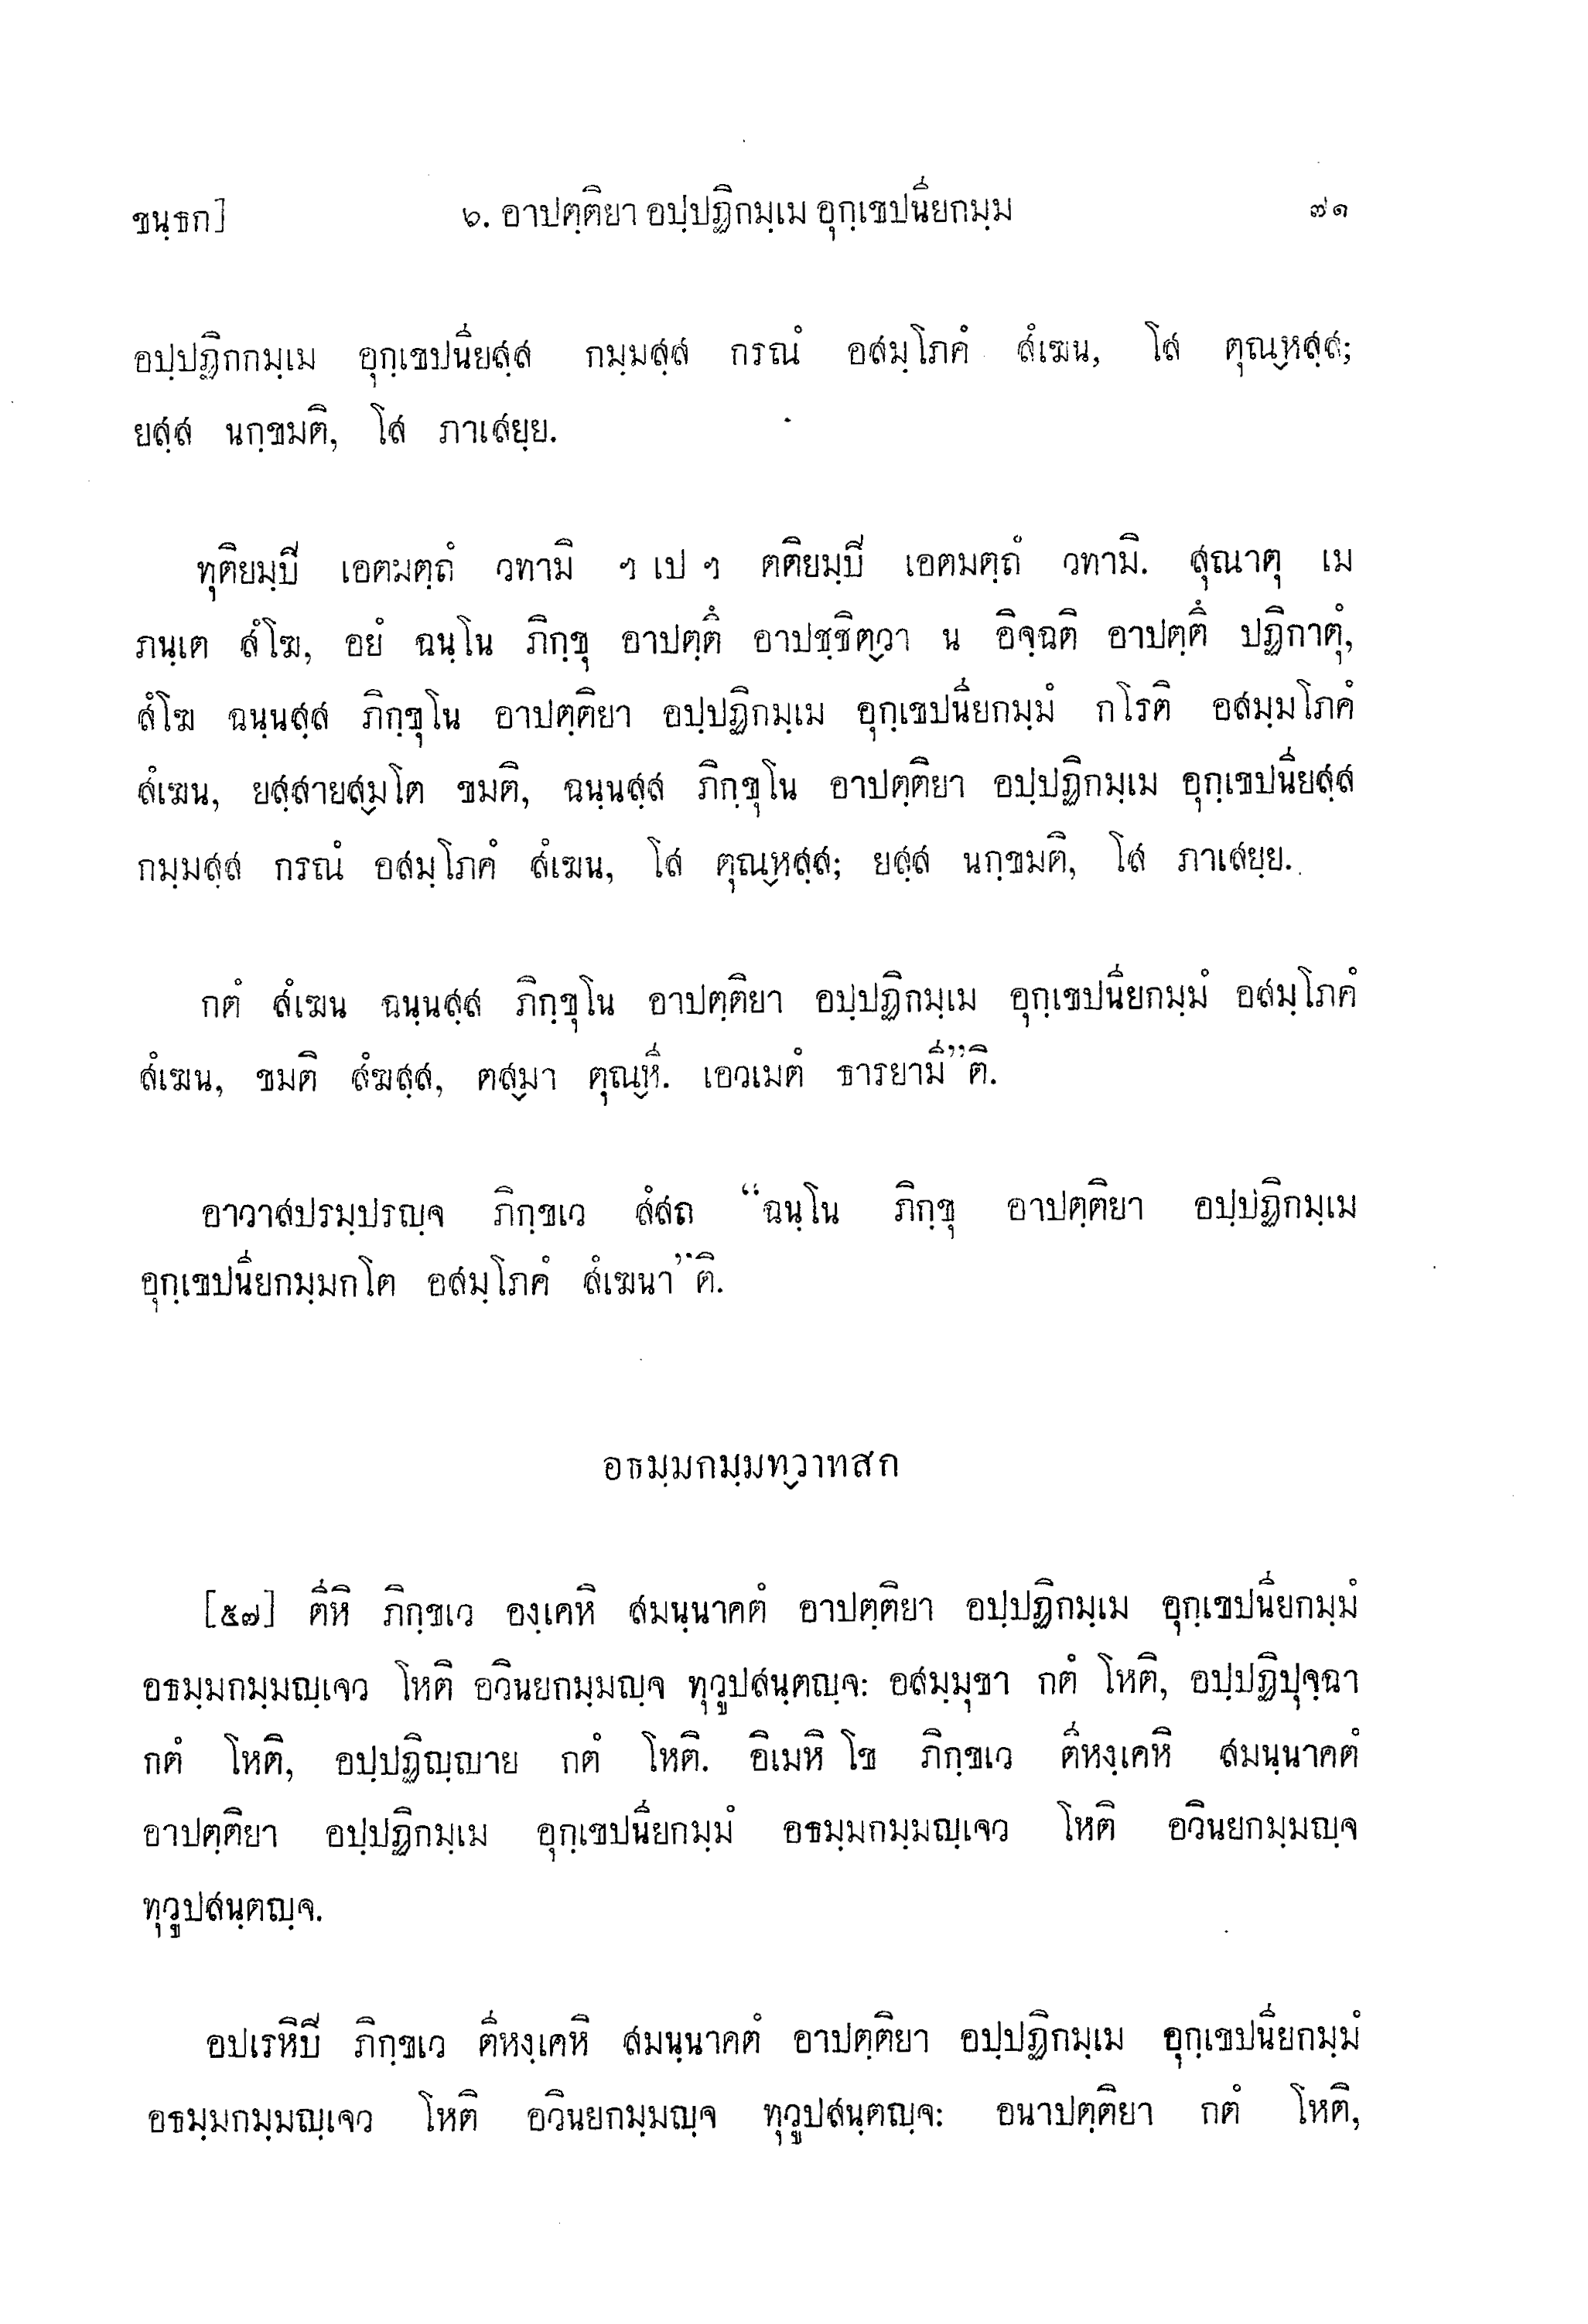 ขนฺธก]	๖. อาปตฺติยา อปฺปฏิกมฺเม อุกฺเขปนียกมฺม	๗๑
อปฺปฏิกกมฺเม อุกฺเขปนียสฺส กมฺมสฺส กรณํ อสมฺโภคํ สํเฆน, โส ตุณฺหสฺส;
ยสฺส นกฺขมติ, โส ภาเสยฺย.
ทุติยมฺปี เอตมตฺถํ วทามิ ฯ เป ฯ ตติยมฺปี เอตมตฺถํ วทามิ. สุณาตุ เม
ภนฺเต สํโฆ, อยํ ฉนฺโน ภิกฺขุ อาปตฺตึ อาปชฺชิตฺวา น อิจฺฉติ อาปตฺตึ ปฏิกาตุํ,
สํโฆ ฉนฺนสฺส ภิกฺขุโน อาปตฺติยา อปฺปฏิกมฺเม อุกฺเขปนียกมฺมํ กโรติ อสมฺมโภคํ
สํเฆน, ยสฺสายสฺมโต ขมติ, ฉนฺนสฺส ภิกฺขุโน อาปตฺติยา อปฺปฏิกมฺเม อุกฺเขปนียสฺส
กมฺมสฺส กรณํ อสมฺโภคํ สํเฆน, โส ตุณฺหสฺส; ยสฺส นกฺขมติ, โส ภาเสยฺย.
กตํ สํเฆน ฉนฺนสฺส ภิกฺขุโน อาปตฺติยา อปฺปฏิกมฺเม อุกฺเขปนียกมฺมํ อสมฺโภคํ
สํเฆน, ขมติ สํฆสฺส, ตสฺมา ตุณฺหี. เอวเมตํ ธารยามี”ติ.
อาวาสปรมฺปรญฺจ ภิกฺขเว สํสถ “ฉนฺโน ภิกฺขุ อาปตฺติยา อปฺปฏิกมฺเม
อุกฺเขปนียกมฺมกโต อสมฺโภคํ สํเฆนา”ติ.
อธมฺมกมฺมทฺวาทสก
[๕๗] ตีหิ ภิกฺขเว องฺเคหิ สมนฺนาคตํ อาปตฺติยา อปฺปฏิกมฺเม อุกฺเขปนียกมฺมํ
อธมฺมกมฺมญฺเจว โหติ อวินยกมฺมญฺจ ทุวูปสนฺตญฺจ: อสมฺมุขา กตํ โหติ, อปฺปฏิปุจฺฉา
กตํ โหติ, อปฺปฏิญฺญาย กตํ โหติ. อิเมหิ โข ภิกฺขเว ตีหงฺเคหิ สมนฺนาคตํ
อาปตฺติยา อปฺปฏิกมฺเม อุกฺเขปนียกมฺมํ อธมฺมกมฺมญฺเจว โหติ อวินยกมฺมญฺจ
ทุวูปสนฺตญฺจ.
อปเรหิปี ภิกฺขเว ตีหงฺเคหิ สมนฺนาคตํ อาปตฺติยา อปฺปฏิกมฺเม อุกฺเขปนียกมฺมํ
อธมฺมกมฺมญฺเจว โหติ อวินยกมฺมญฺจ ทุวูปสนฺตญฺจ: อนาปตฺติยา กตํ โหติ,